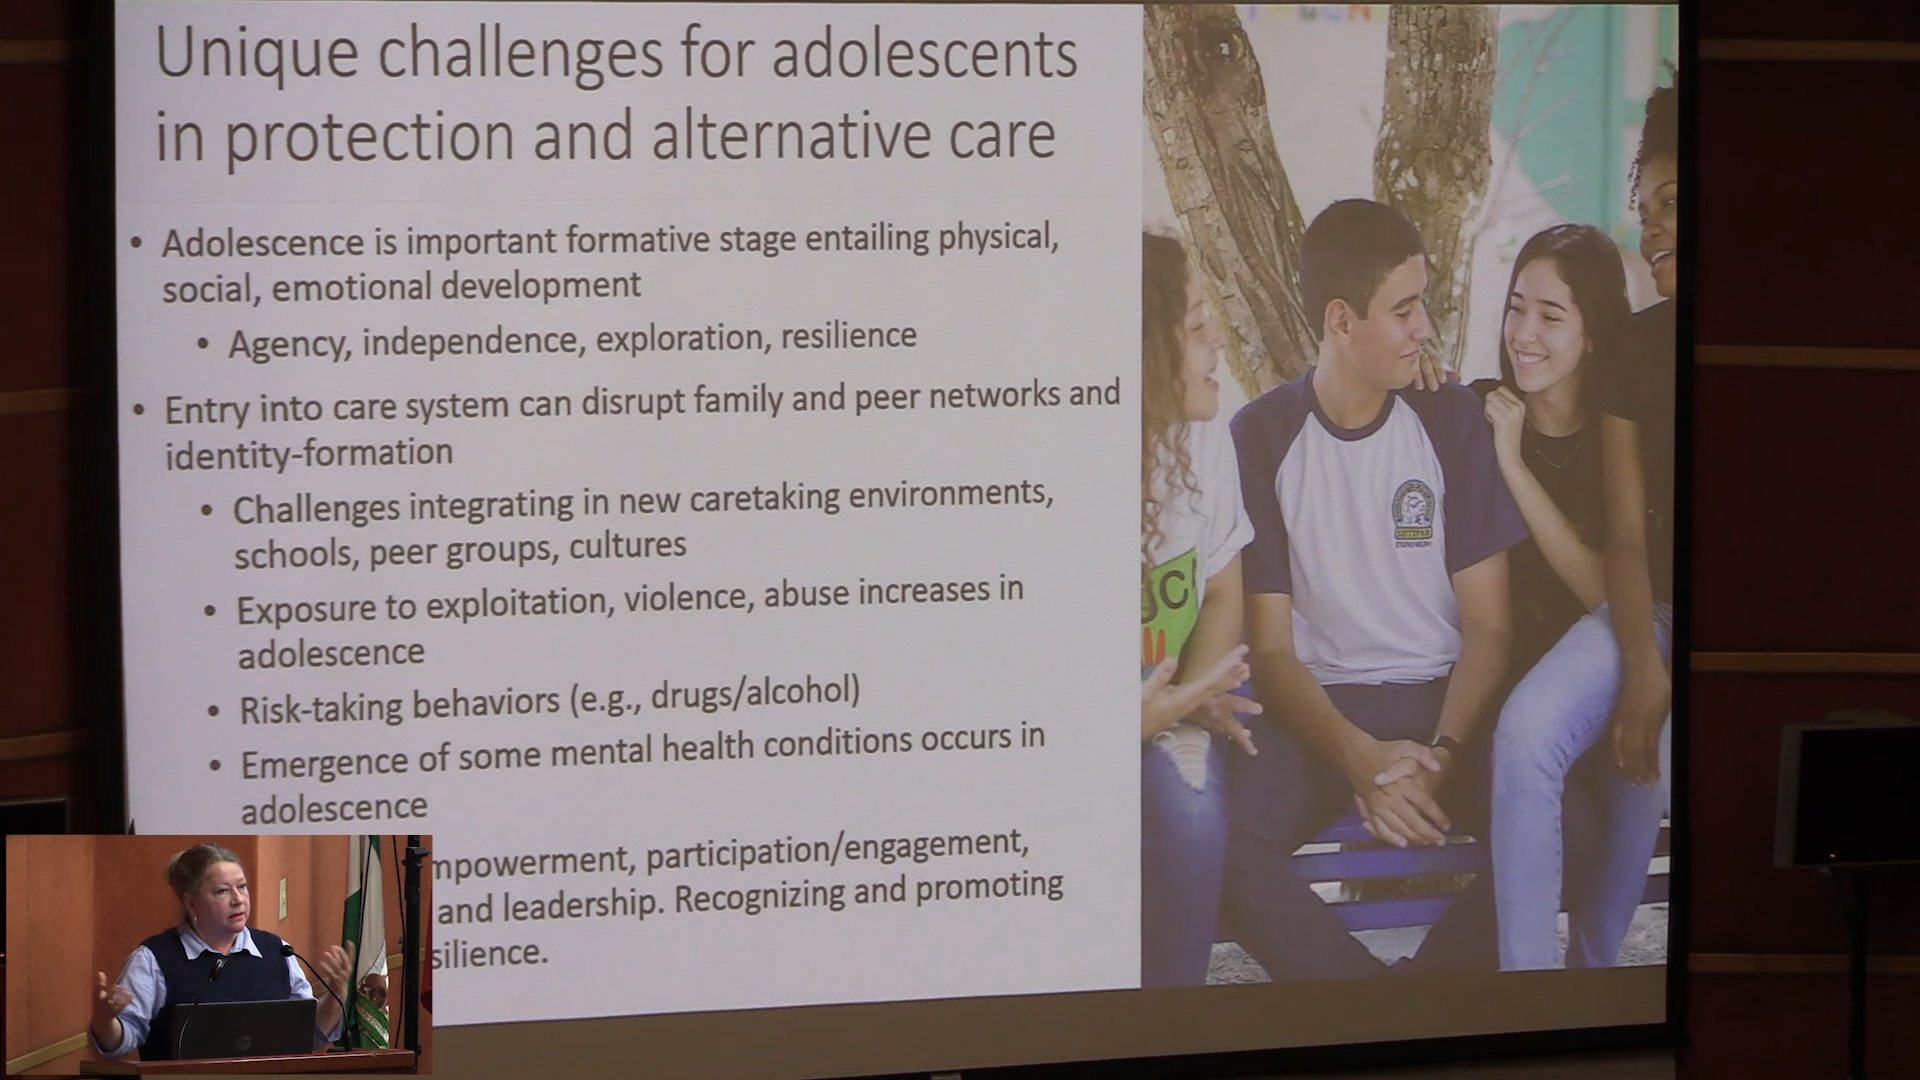 Unique challenges for adolescents
in protection and alternative care
• Adolescence is important formative stage entailing physical,
social, emotional development
• Agency, independence, exploration, resilience
• Entry into care system can disrupt family and peer networks and
identity-formation
• Challenges integrating in new caretaking environments,
schools, peer groups, cultures
• Exposure to exploitation, violence, abuse increases in
adolescence
• Risk-taking behaviors (e.g., drugs/alcohol)
• Emergence of some mental health conditions occurs in
adolescence
mpowerment, participation/engagement,
and leadership. Recognizing and promoting
silience.